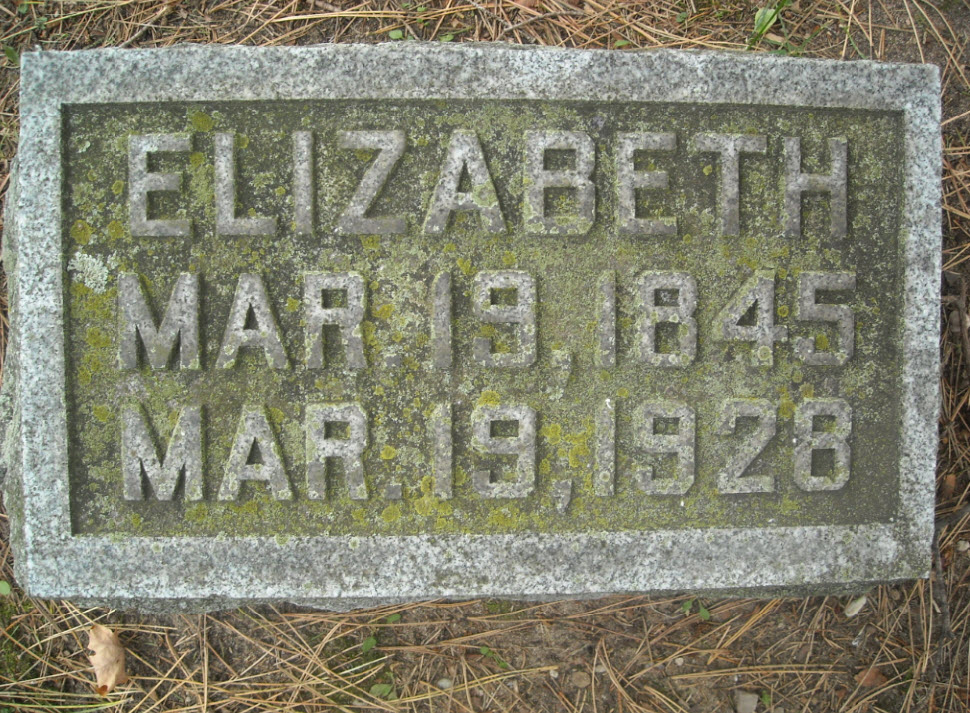 ELIZABETH
MAR. 19, 1845
MAR. 19, 1928